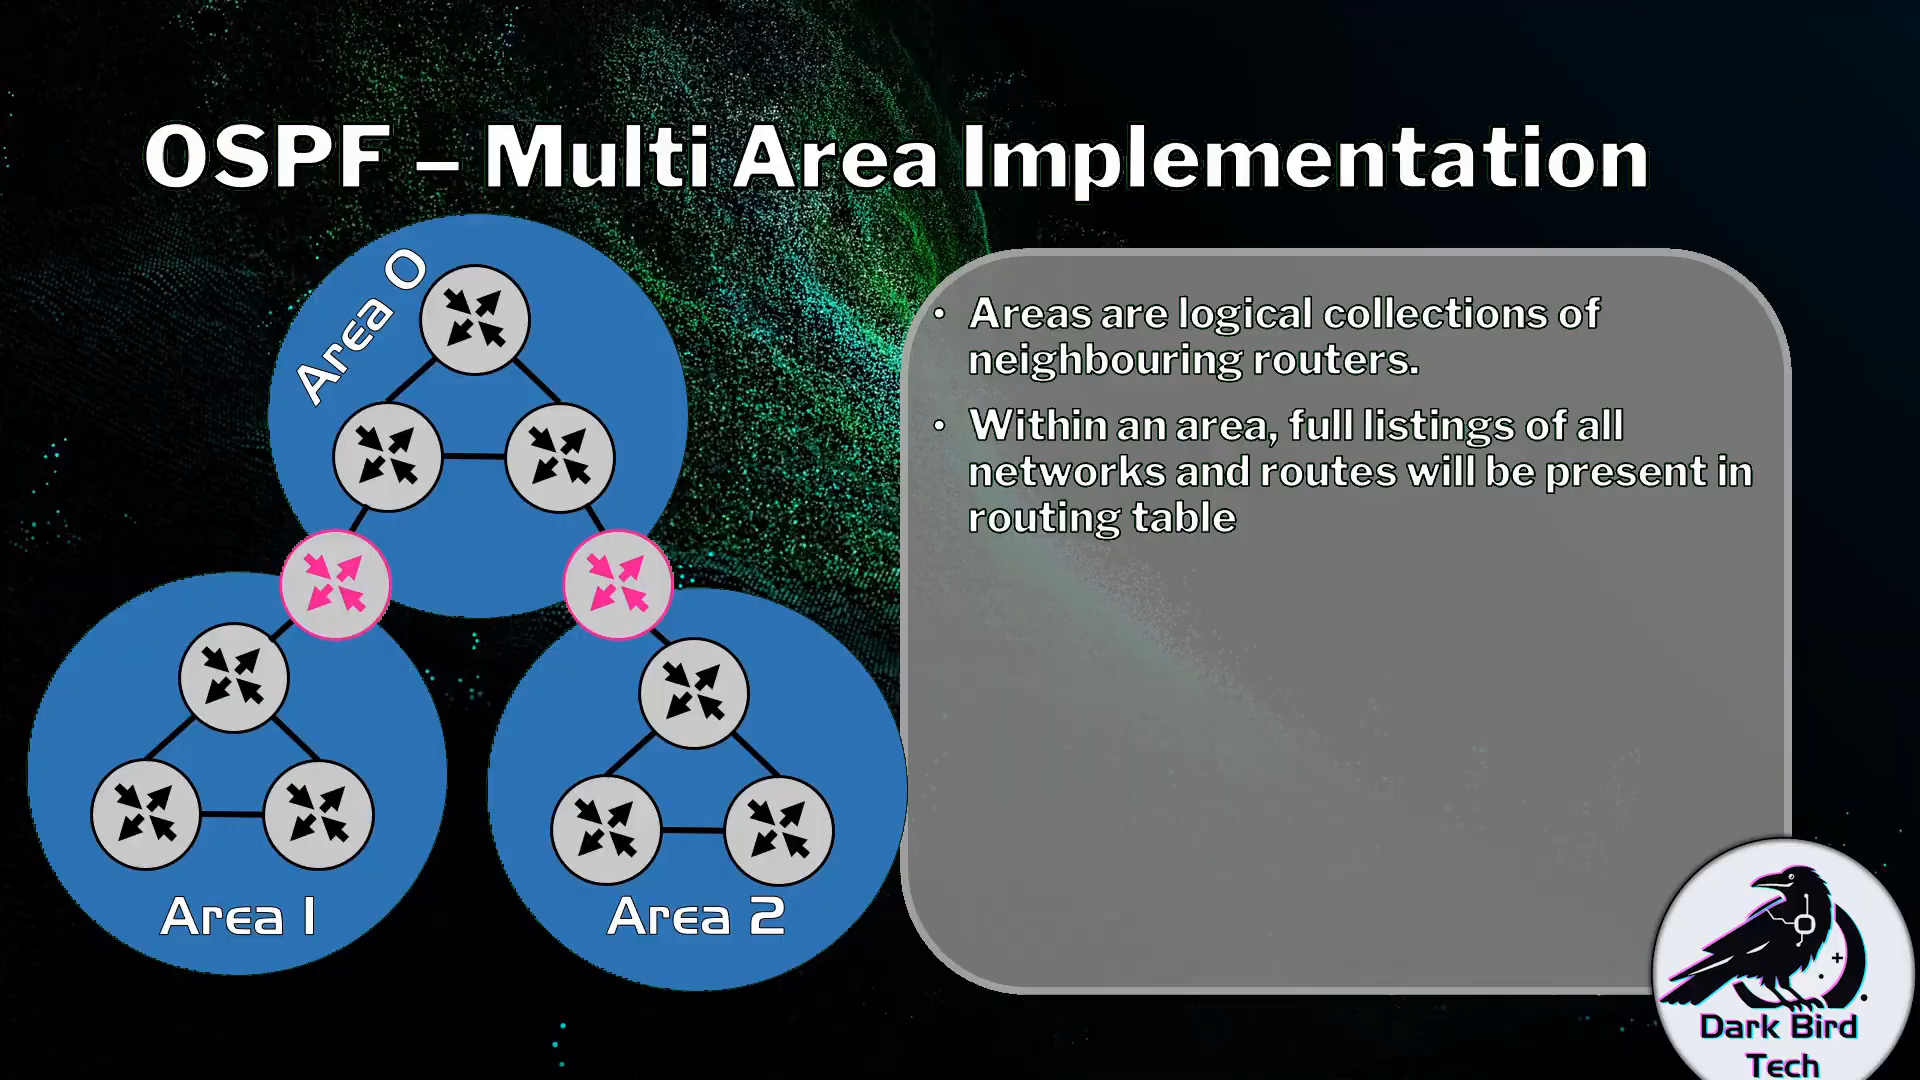 OSPF – Multi Area Implementation
Area 0
• Areas are logical collections of
neighbouring routers.
• Within an area, full listings of all
networks and routes will be present in
routing table
Area 1
Area 2
Dark Bird
Tech